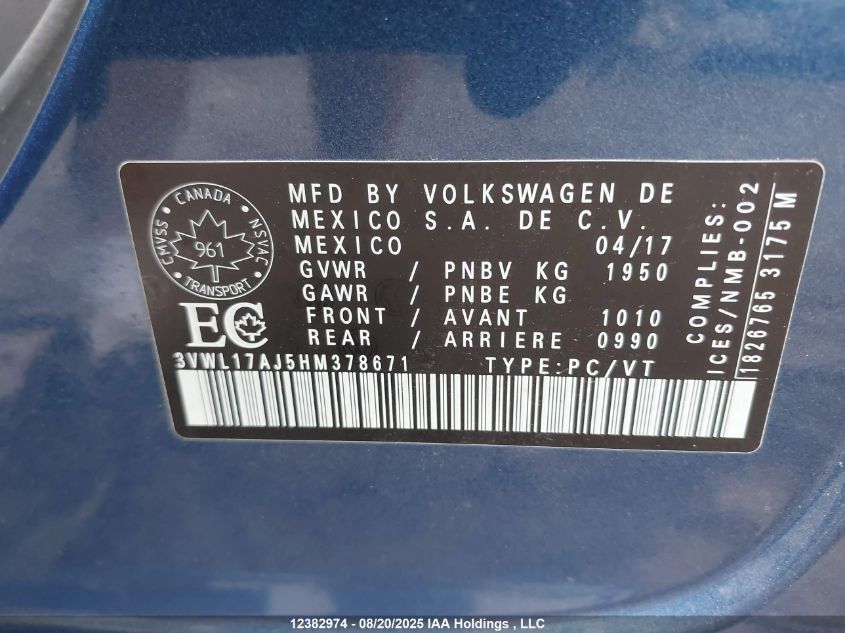 CANADA
CMVSS
NSVAC
961
TRANSPORT
EC
MFD BY VOLKSWAGEN DE
MEXICO S.A. DE C.V.
MEXICO 04/17
GVWR / PNBV KG 1950
GAWR / PNBE KG
FRONT / AVANT 1010
REAR / ARRIERE 0990
3VWL17AJ5HM378671 TYPE:PC/VT
COMPLIES:
ICES/NMB-002
1826765 3175 M
12382974 - 08/20/2025 IAA Holdings , LLC